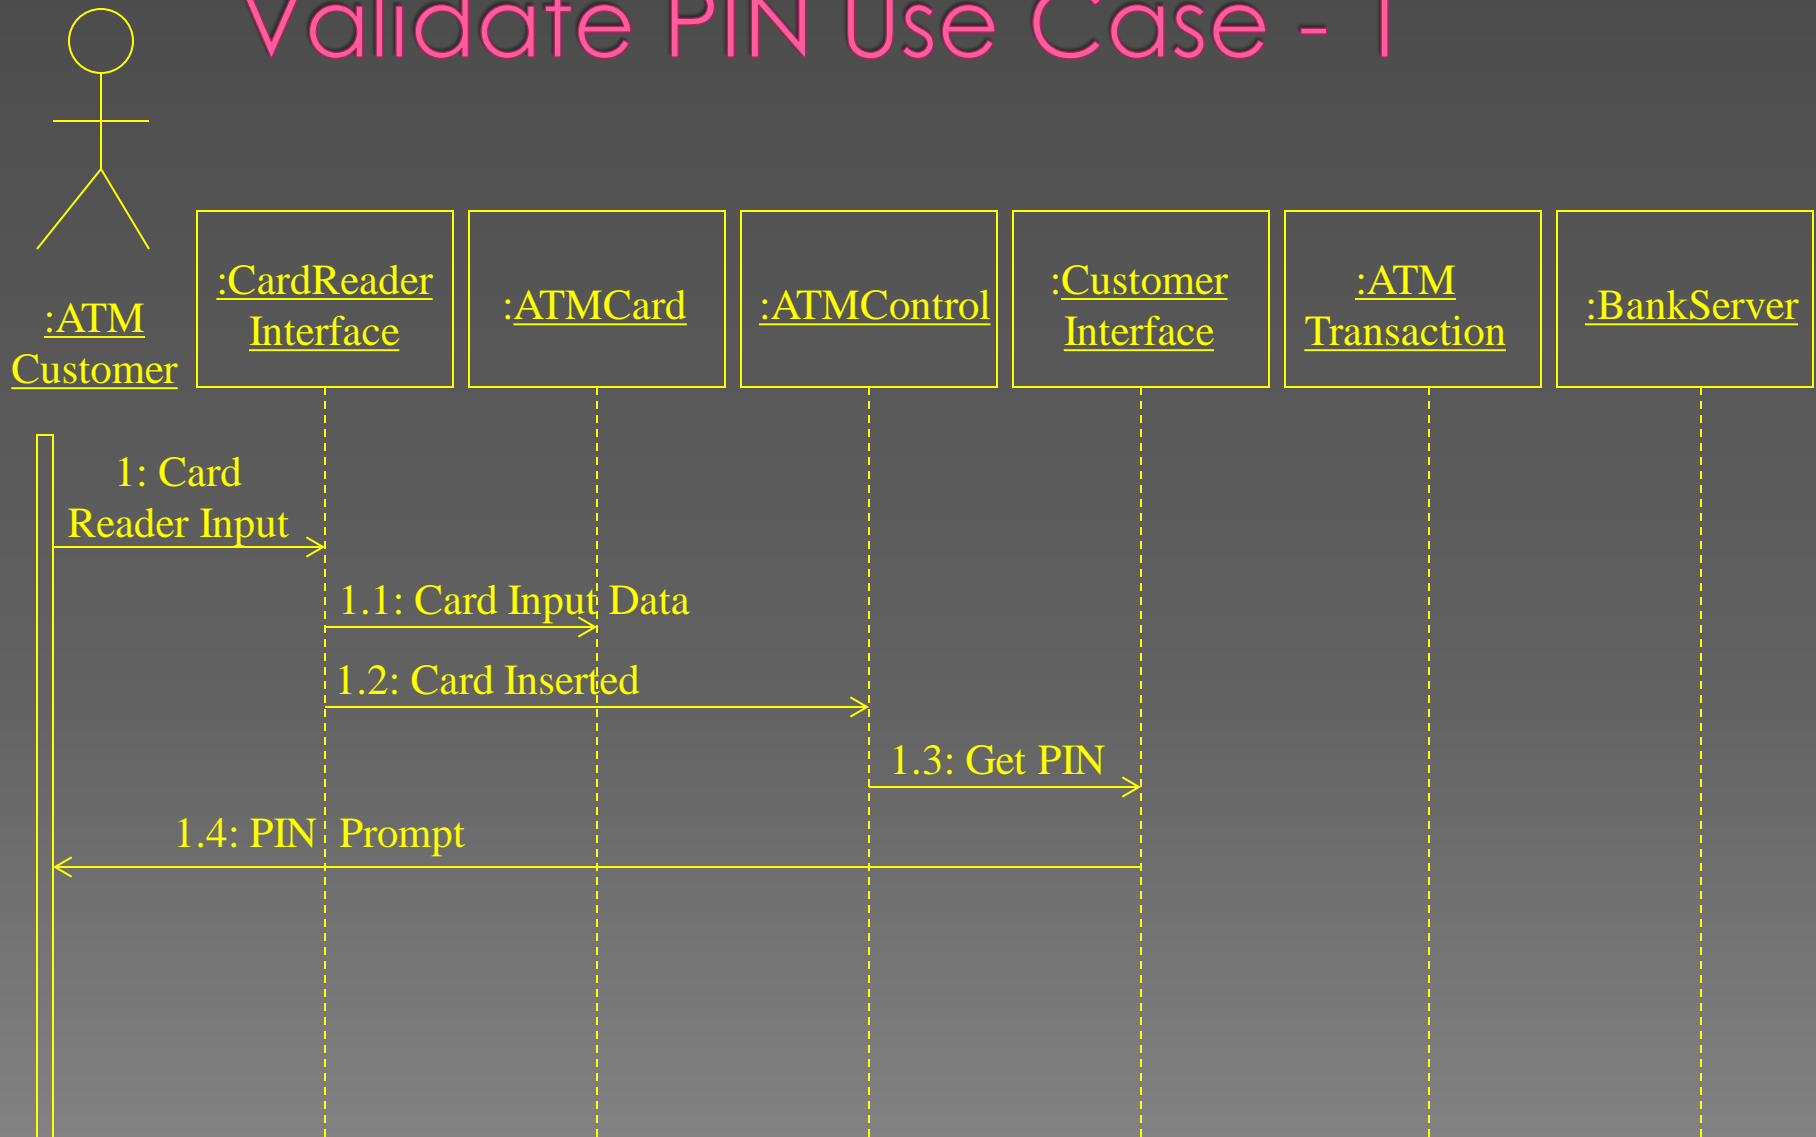 Validate PIN Use Case - 1
:ATM
Customer
:CardReader
Interface
:ATMCard
:ATMControl
:Customer
Interface
:ATM
Transaction
:BankServer
1: Card
Reader Input
1.1: Card Input Data
1.2: Card Inserted
1.3: Get PIN
1.4: PIN Prompt